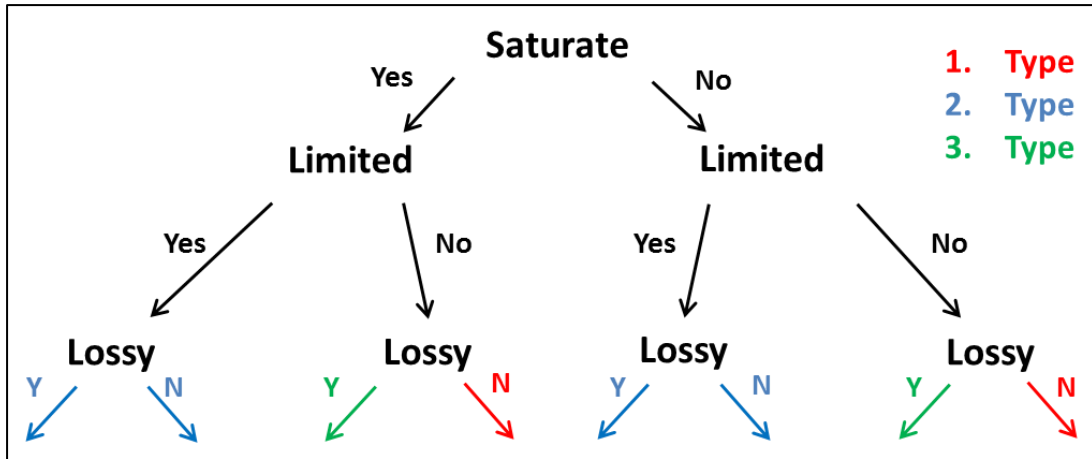 Saturate
Yes No
1. Type
2. Type
3. Type
Limited Limited
Yes No Yes No
Lossy Lossy Lossy Lossy
Y N Y N Y N Y N